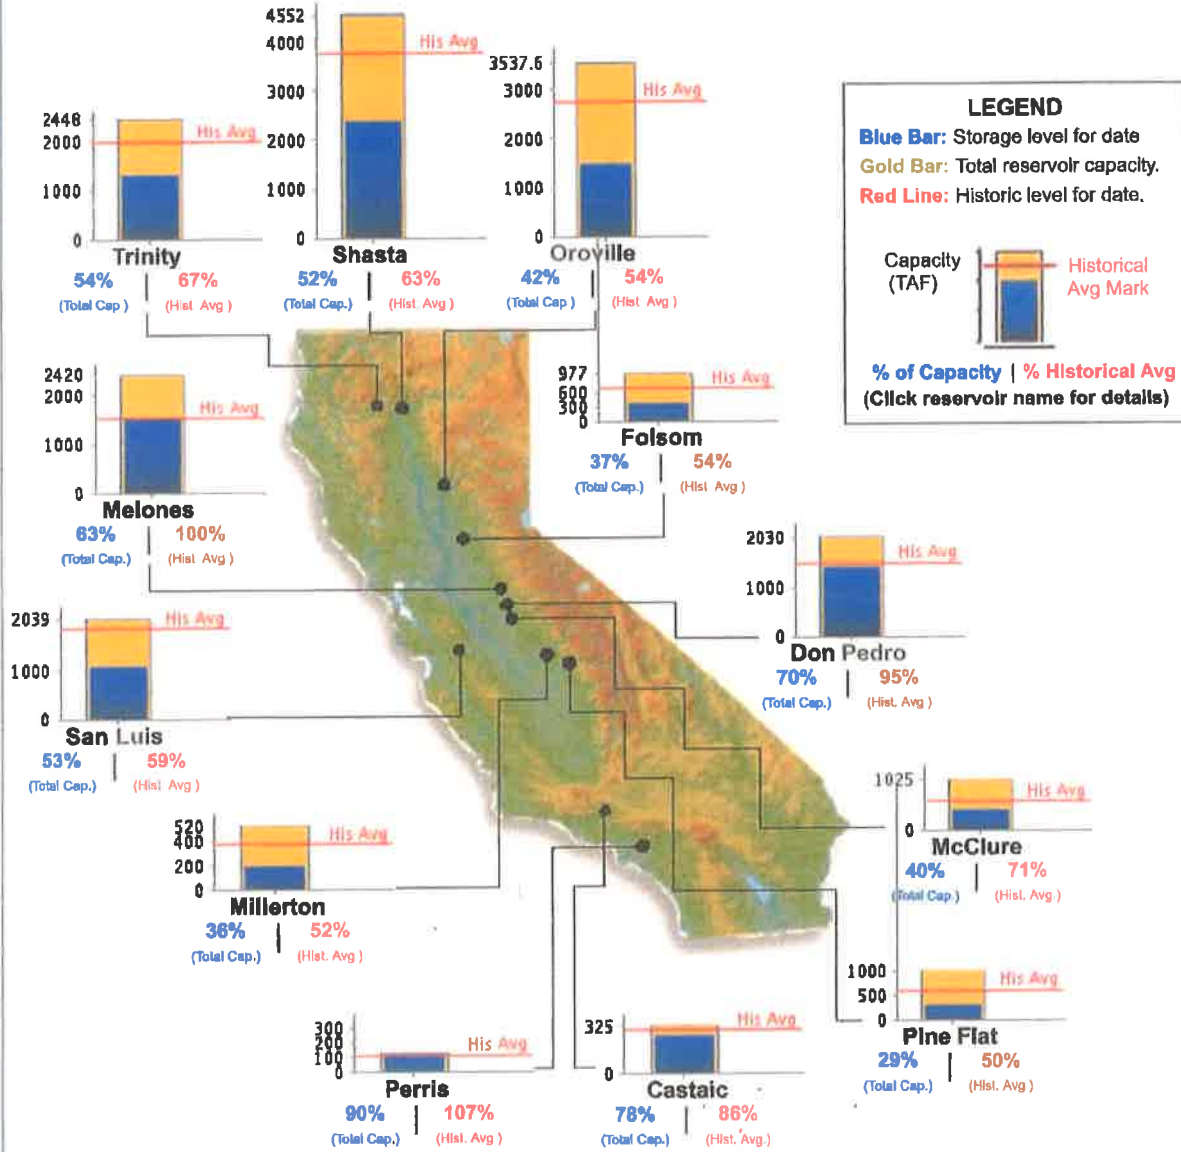 4552
4000
3000
2000
1000
0
His Avg
Shasta
52% | 63%
(Total Cap.) (Hist. Avg )
3537.6
3000
2000
1000
0
His Avg
Oroville
42% | 54%
(Total Cap ) (Hist. Avg )
2448
2000
1000
0
His Avg
Trinity
54% | 67%
(Total Cap ) (Hist. Avg )
LEGEND
Blue Bar: Storage level for date
Gold Bar: Total reservoir capacity.
Red Line: Historic level for date.
Capacity
(TAF)
Historical
Avg Mark
% of Capacity | % Historical Avg
(Click reservoir name for details)
2420
2000
1000
0
His Avg
Melones
63% | 100%
(Total Cap.) (Hist. Avg )
977
600
300
0
His Avg
Folsom
37% | 54%
(Total Cap.) (Hist. Avg )
2030
1000
0
His Avg
Don Pedro
70% | 95%
(Total Cap.) (Hist. Avg )
2039
1000
0
His Avg
San Luis
53% | 59%
(Total Cap.) (Hist. Avg )
1025
0
His Avg
McClure
40% | 71%
(Total Cap.) (Hist. Avg.)
520
400
200
0
His Avg
Millerton
36% | 52%
(Total Cap.) (Hist. Avg )
1000
500
0
His Avg
Pine Flat
29% | 50%
(Total Cap.) (Hist. Avg )
300
200
100
0
His Avg
Perris
90% | 107%
(Total Cap.) (Hist. Avg )
325
0
His Avg
Castaic
78% | 86%
(Total Cap.) (Hist. Avg.)